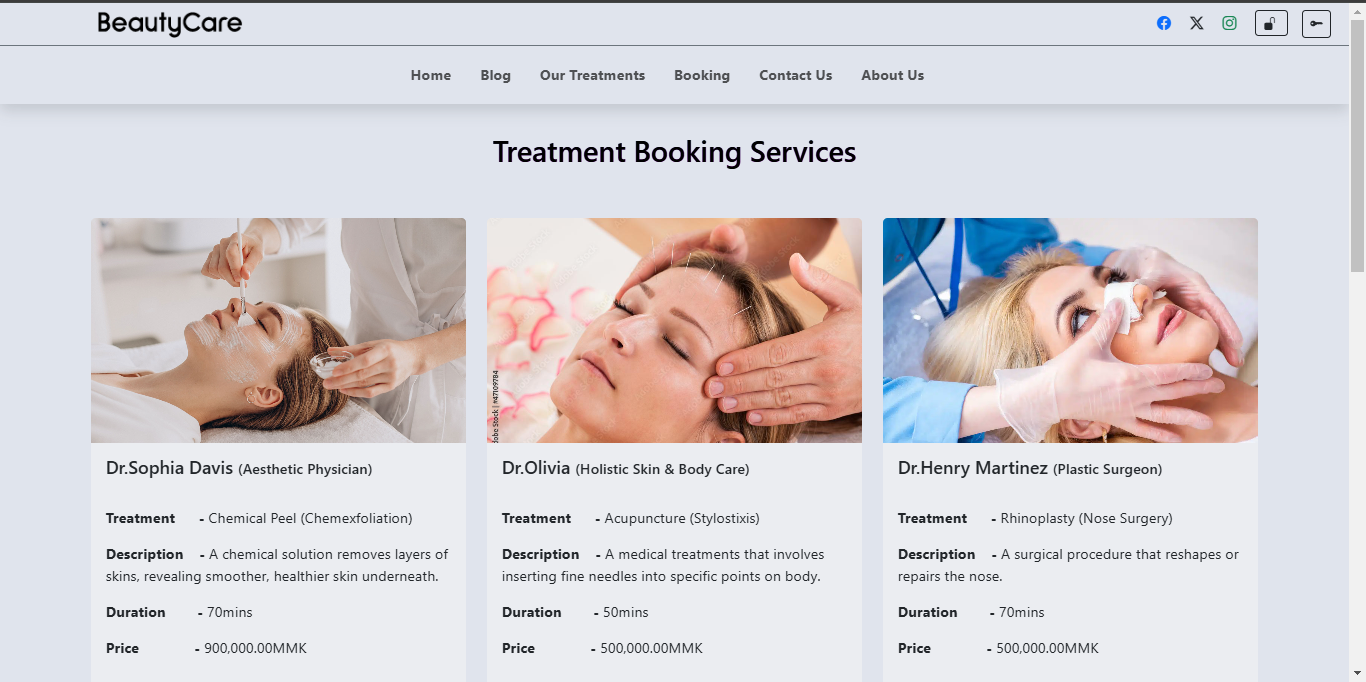 BeautyCare
Home Blog Our Treatments Booking Contact Us About Us
Treatment Booking Services
dobe Stock | #47109784
Dr.Sophia Davis (Aesthetic Physician)
Treatment - Chemical Peel (Chemexfoliation)
Description - A chemical solution removes layers of
skins, revealing smoother, healthier skin underneath.
Duration - 70mins
Price - 900,000.00MMK
Dr.Olivia (Holistic Skin & Body Care)
Treatment - Acupuncture (Stylostixis)
Description - A medical treatments that involves
inserting fine needles into specific points on body.
Duration - 50mins
Price - 500,000.00MMK
Dr.Henry Martinez (Plastic Surgeon)
Treatment - Rhinoplasty (Nose Surgery)
Description - A surgical procedure that reshapes or
repairs the nose.
Duration - 70mins
Price - 500,000.00MMK